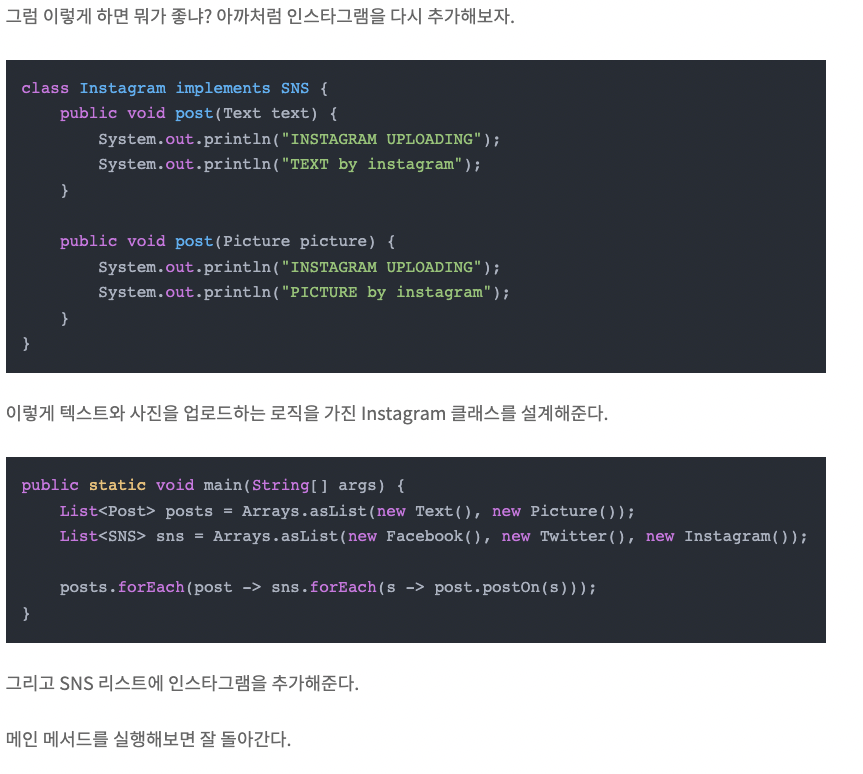 그럼 이렇게 하면 뭐가 좋냐? 아까처럼 인스타그램을 다시 추가해보자.
class Instagram implements SNS {
    public void post(Text text) {
        System.out.println("INSTAGRAM UPLOADING");
        System.out.println("TEXT by instagram");
    }

    public void post(Picture picture) {
        System.out.println("INSTAGRAM UPLOADING");
        System.out.println("PICTURE by instagram");
    }
}
이렇게 텍스트와 사진을 업로드하는 로직을 가진 Instagram 클래스를 설계해준다.
public static void main(String[] args) {
    List<Post> posts = Arrays.asList(new Text(), new Picture());
    List<SNS> sns = Arrays.asList(new Facebook(), new Twitter(), new Instagram());

    posts.forEach(post -> sns.forEach(s -> post.postOn(s)));
}
그리고 SNS 리스트에 인스타그램을 추가해준다.
메인 메서드를 실행해보면 잘 돌아간다.